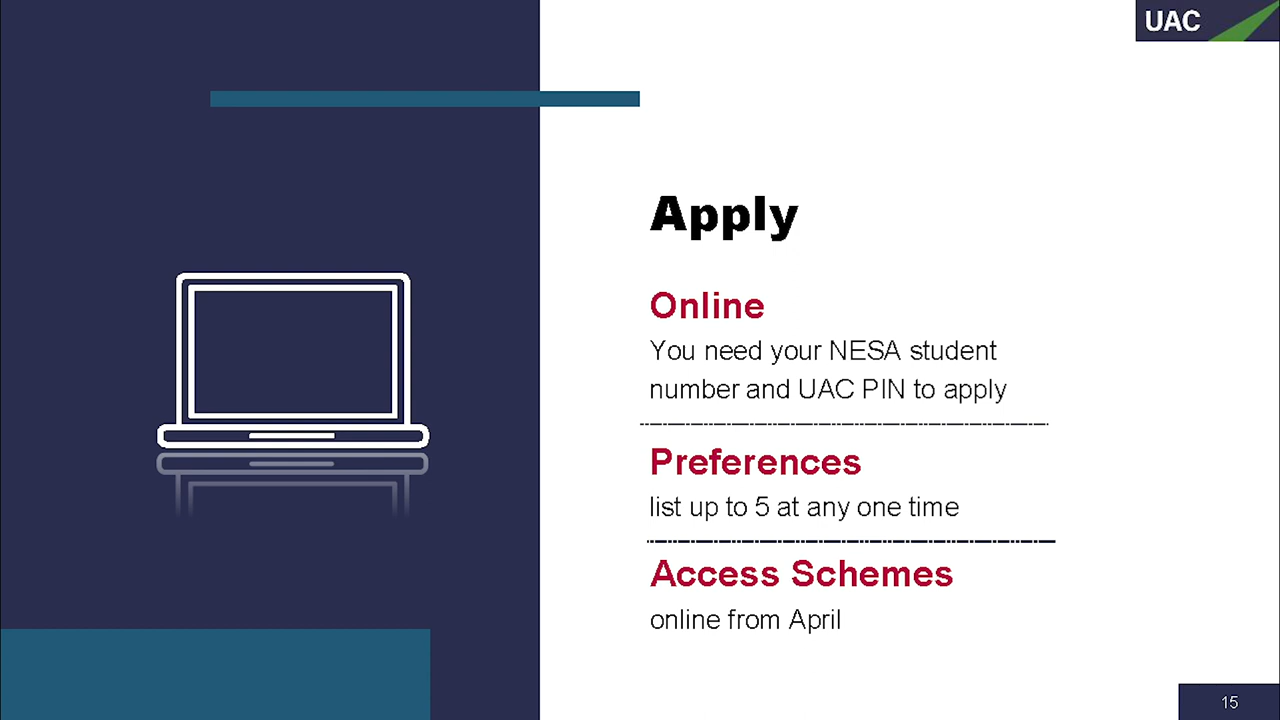 UAC
Apply
Online
You need your NESA student
number and UAC PIN to apply
Preferences
list up to 5 at any one time
Access Schemes
online from April
15